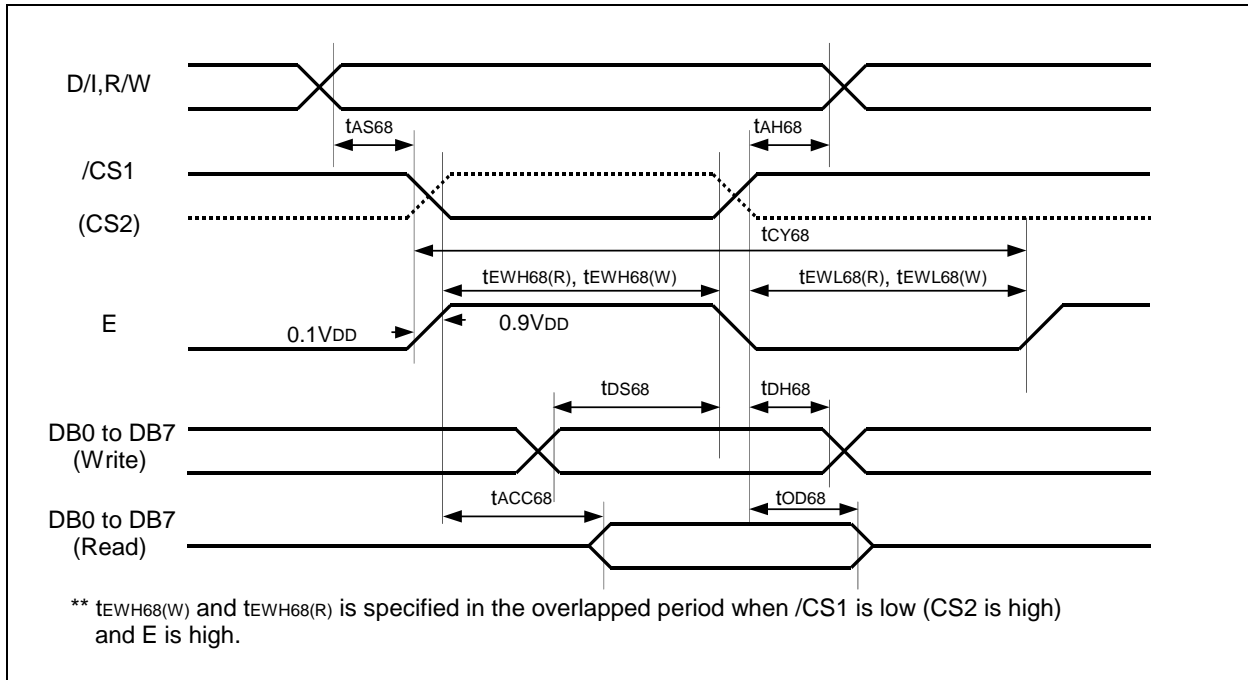 D/I,R/W
tAS68
tAH68
/CS1
(CS2)
tCY68
tEWH68(R), tEWH68(W)
tEWL68(R), tEWL68(W)
E
0.1VDD
0.9VDD
tDS68
tDH68
DB0 to DB7
(Write)
tACC68
tOD68
DB0 to DB7
(Read)
** tEWH68(W) and tEWH68(R) is specified in the overlapped period when /CS1 is low (CS2 is high)
and E is high.